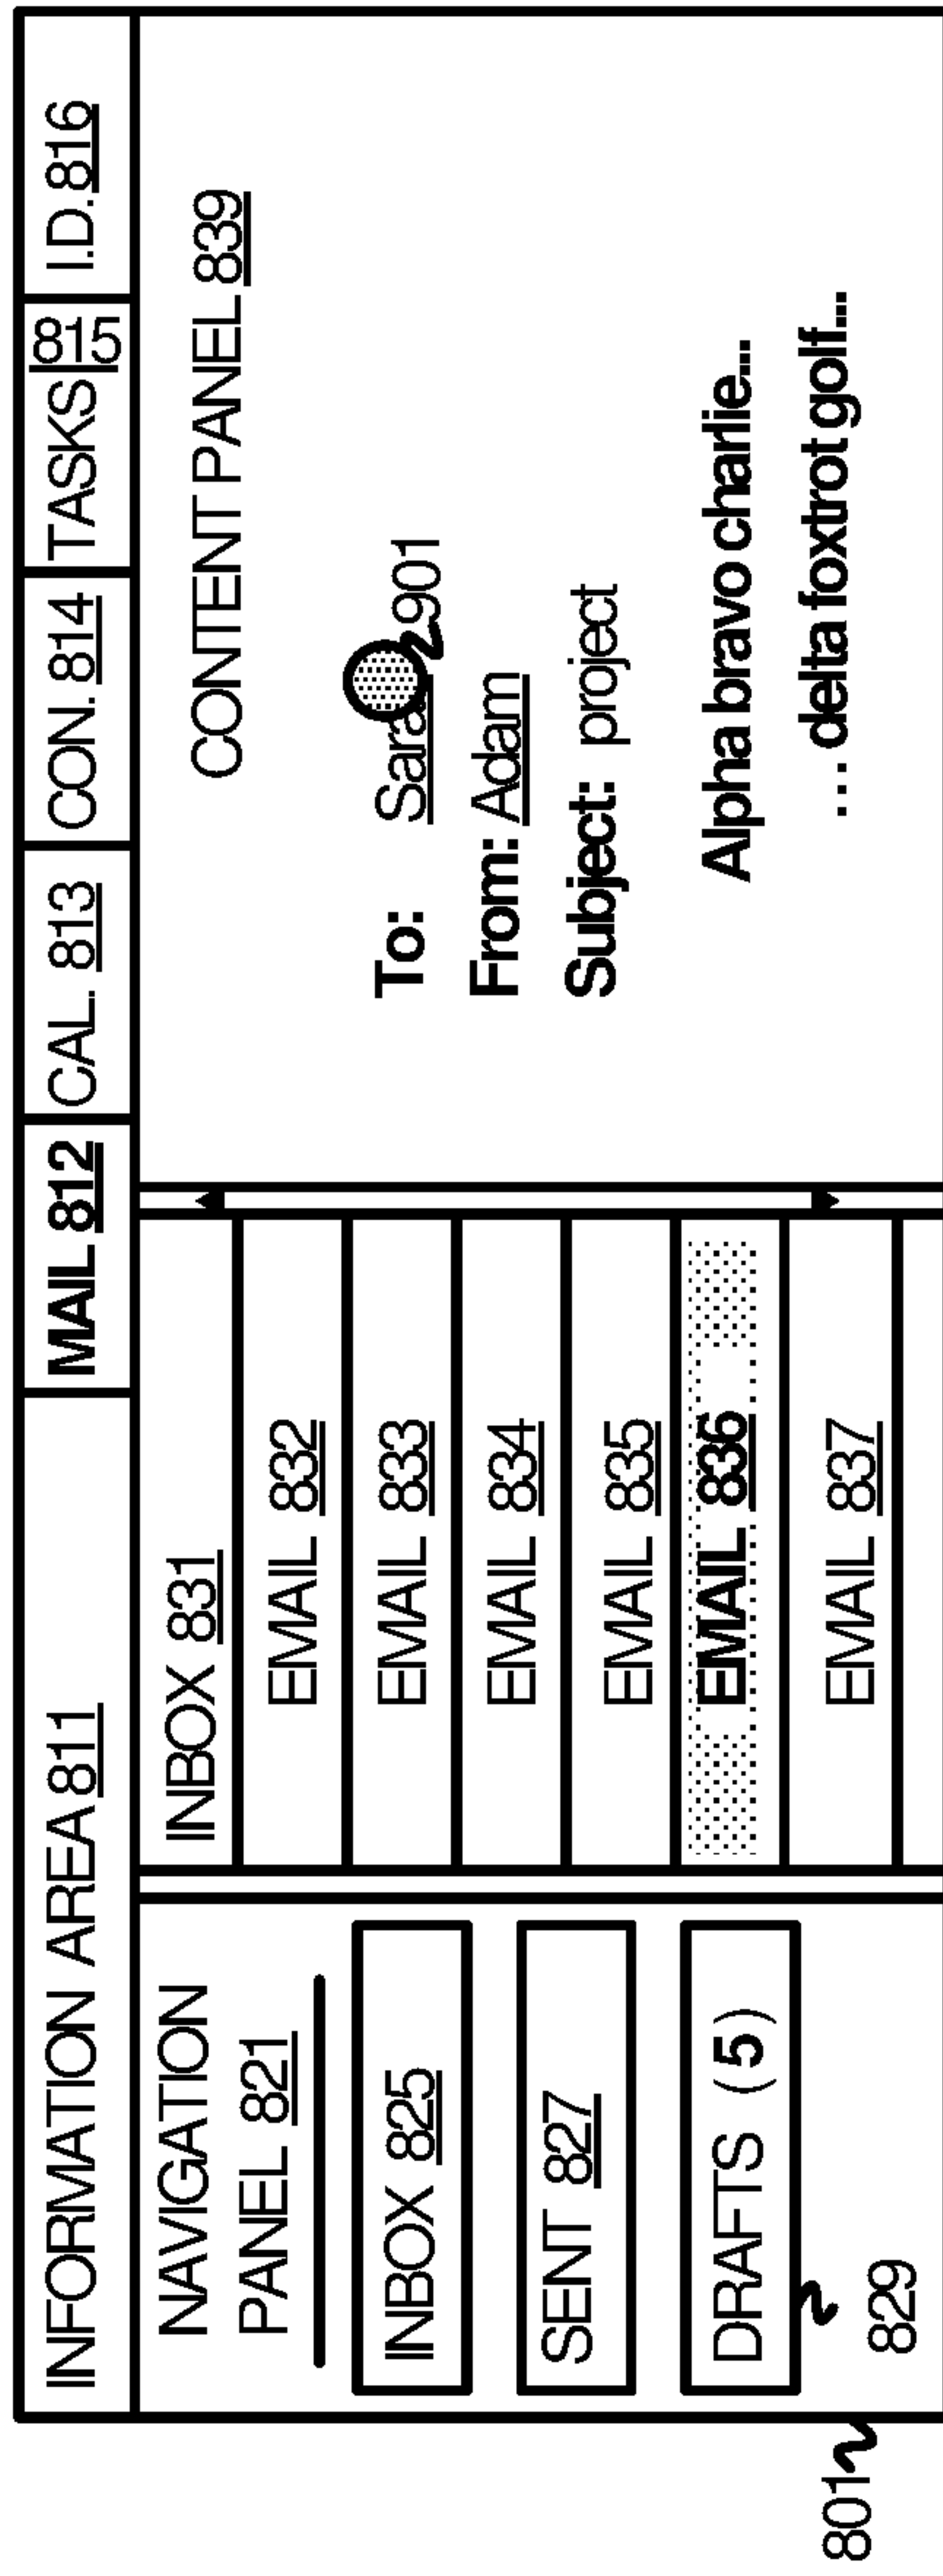 INFORMATION AREA 811
MAIL 812
CAL. 813
CON. 814
TASKS 815
I.D. 816
NAVIGATION
PANEL 821
INBOX 825
SENT 827
DRAFTS (5)
829
801
INBOX 831
EMAIL 832
EMAIL 833
EMAIL 834
EMAIL 835
EMAIL 836
EMAIL 837
CONTENT PANEL 839
To: Sara 901
From: Adam
Subject: project
Alpha bravo charlie...
... delta foxtrot golf...